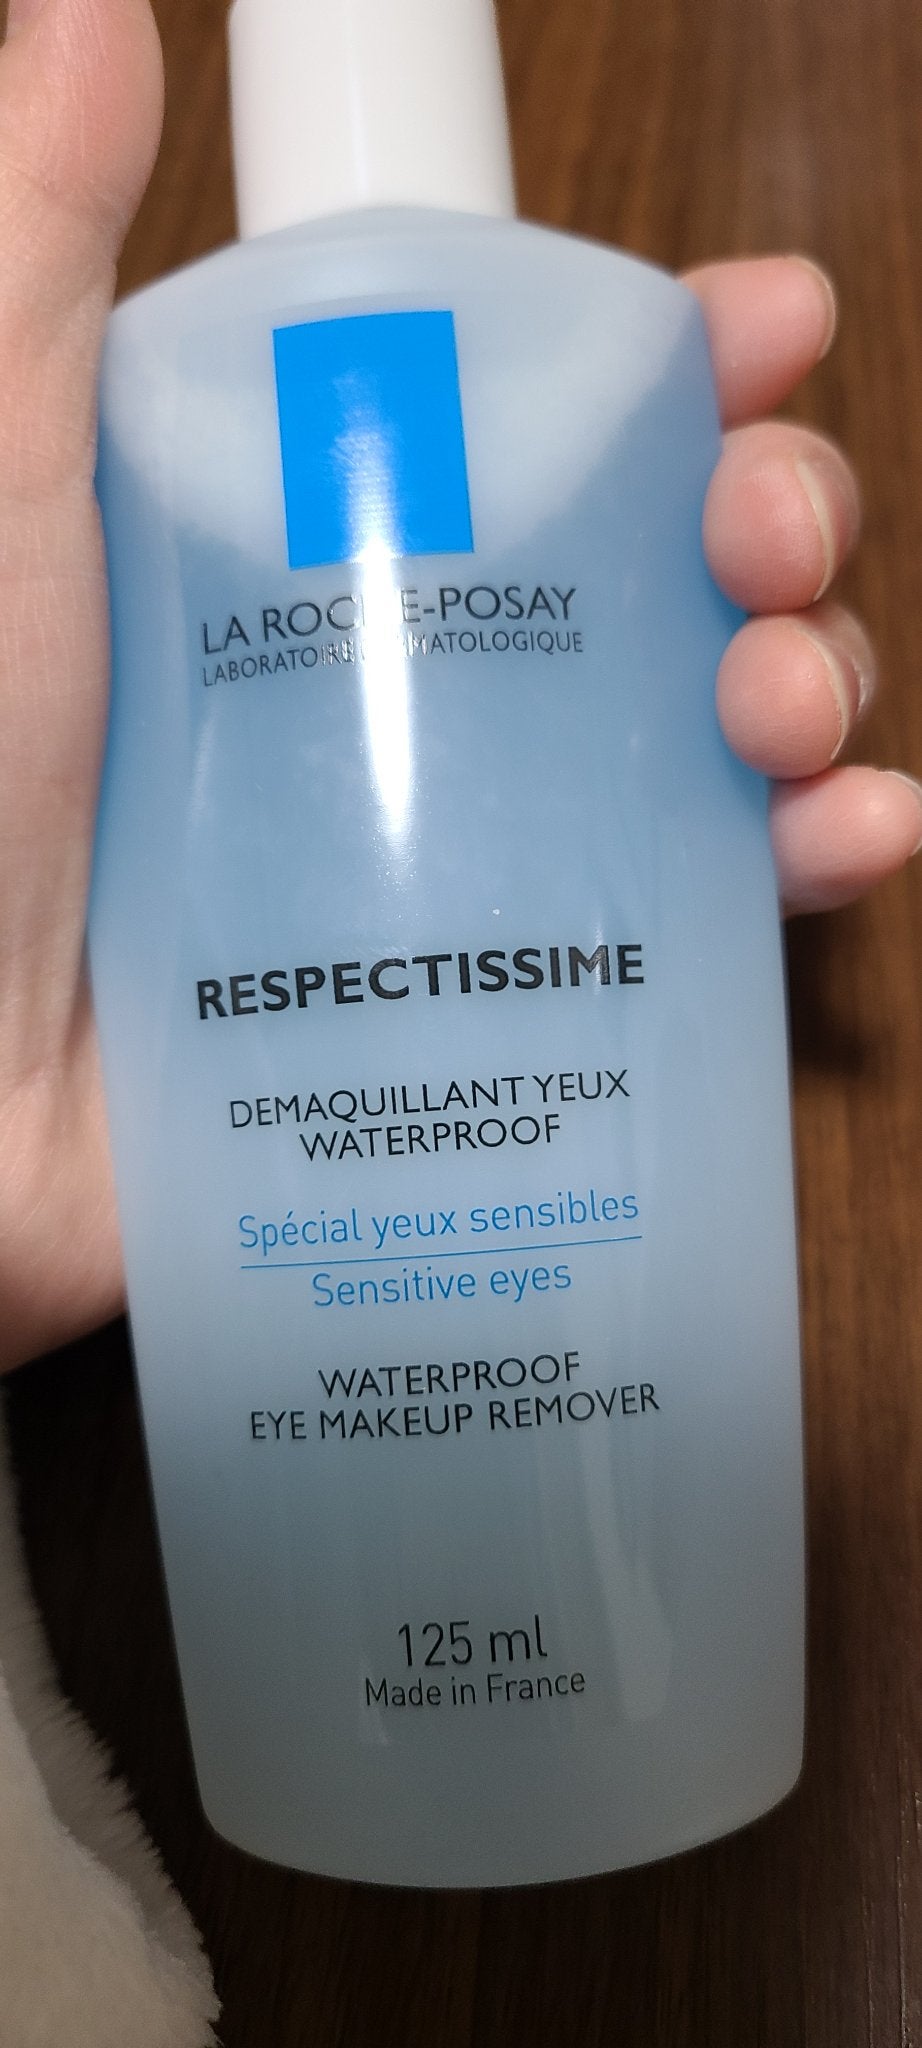 LA ROCHE-POSAY
LABORATOIRE DERMATOLOGIQUE
RESPECTISSIME
DEMAQUILLANT YEUX
WATERPROOF
Spécial yeux sensibles
Sensitive eyes
WATERPROOF
EYE MAKEUP REMOVER
125 ml
Made in France